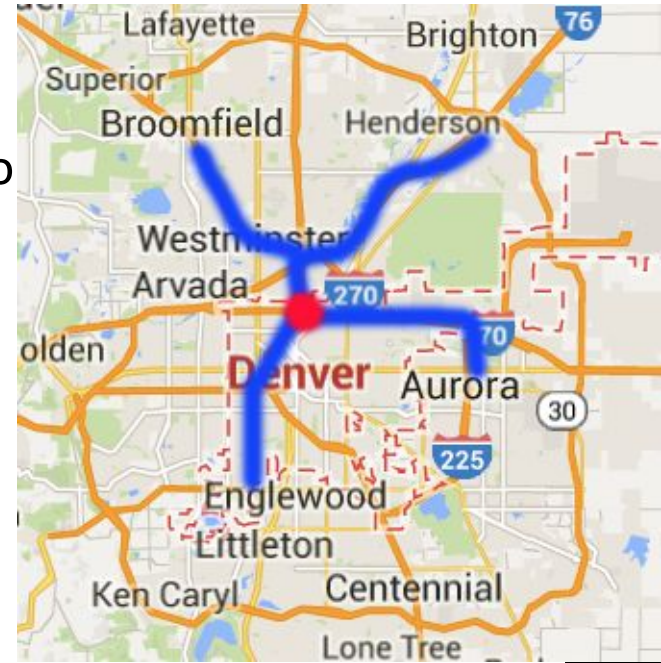 Lafayette
76
Brighton
Superior
Broomfield
Henderson
Westminster
Arvada
270
olden
70
Denver
Aurora
30
225
Englewood
Littleton
Ken Caryl
Centennial
Lone Tree